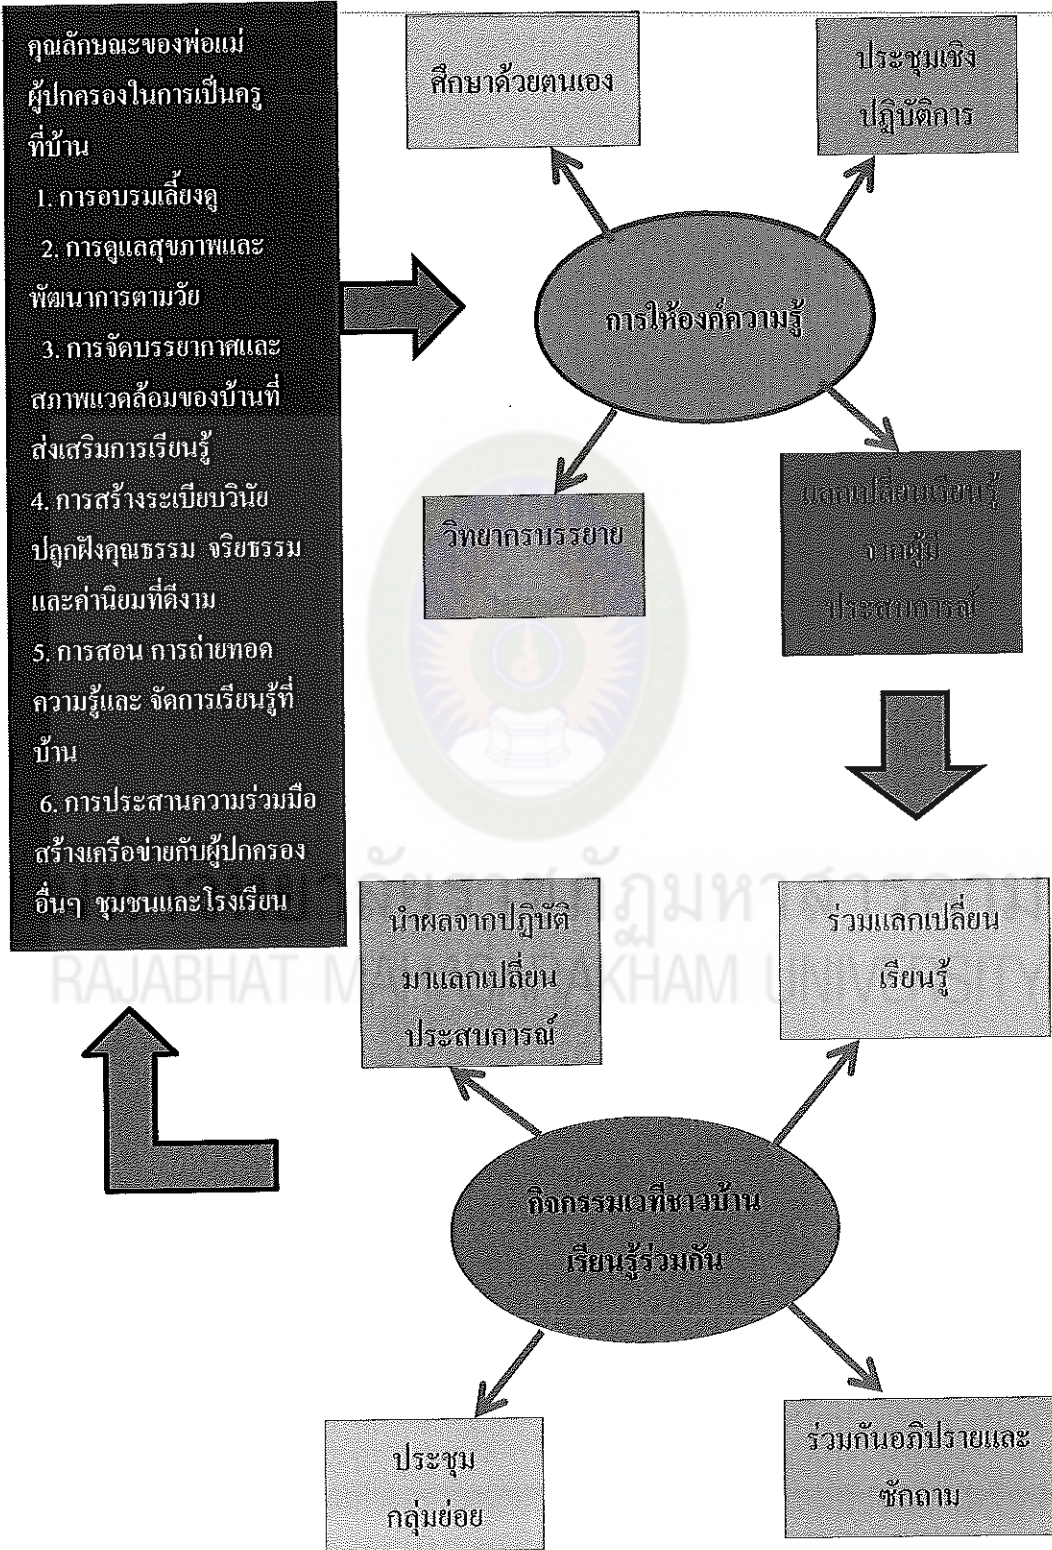 คุณลักษณะของพ่อแม่
ผู้ปกครองในการเป็นครู
ที่บ้าน
1. การอบรมเลี้ยงดู
2. การดูแลสุขภาพและ
พัฒนาการตามวัย
3. การจัดบรรยากาศและ
สภาพแวดล้อมของบ้านที่
ส่งเสริมการเรียนรู้
4. การสร้างระเบียบวินัย
ปลูกฝังคุณธรรม จริยธรรม
และค่านิยมที่ดีงาม
5. การสอน การถ่ายทอด
ความรู้และ จัดการเรียนรู้ที่
บ้าน
6. การประสานความร่วมมือ
สร้างเครือข่ายกับผู้ปกครอง
อื่นๆ ชุมชนและโรงเรียน
ศึกษาด้วยตนเอง
ประชุมเชิง
ปฏิบัติการ
การให้องค์ความรู้
วิทยากรบรรยาย
แลกเปลี่ยนเรียนรู้
จากผู้มี
ประสบการณ์
นำผลจากปฏิบัติ
มาแลกเปลี่ยน
ประสบการณ์
ร่วมแลกเปลี่ยน
เรียนรู้
กิจกรรมเวทีชาวบ้าน
เรียนรู้ร่วมกัน
ประชุม
กลุ่มย่อย
ร่วมกันอภิปรายและ
ซักถาม
RAJABHAT